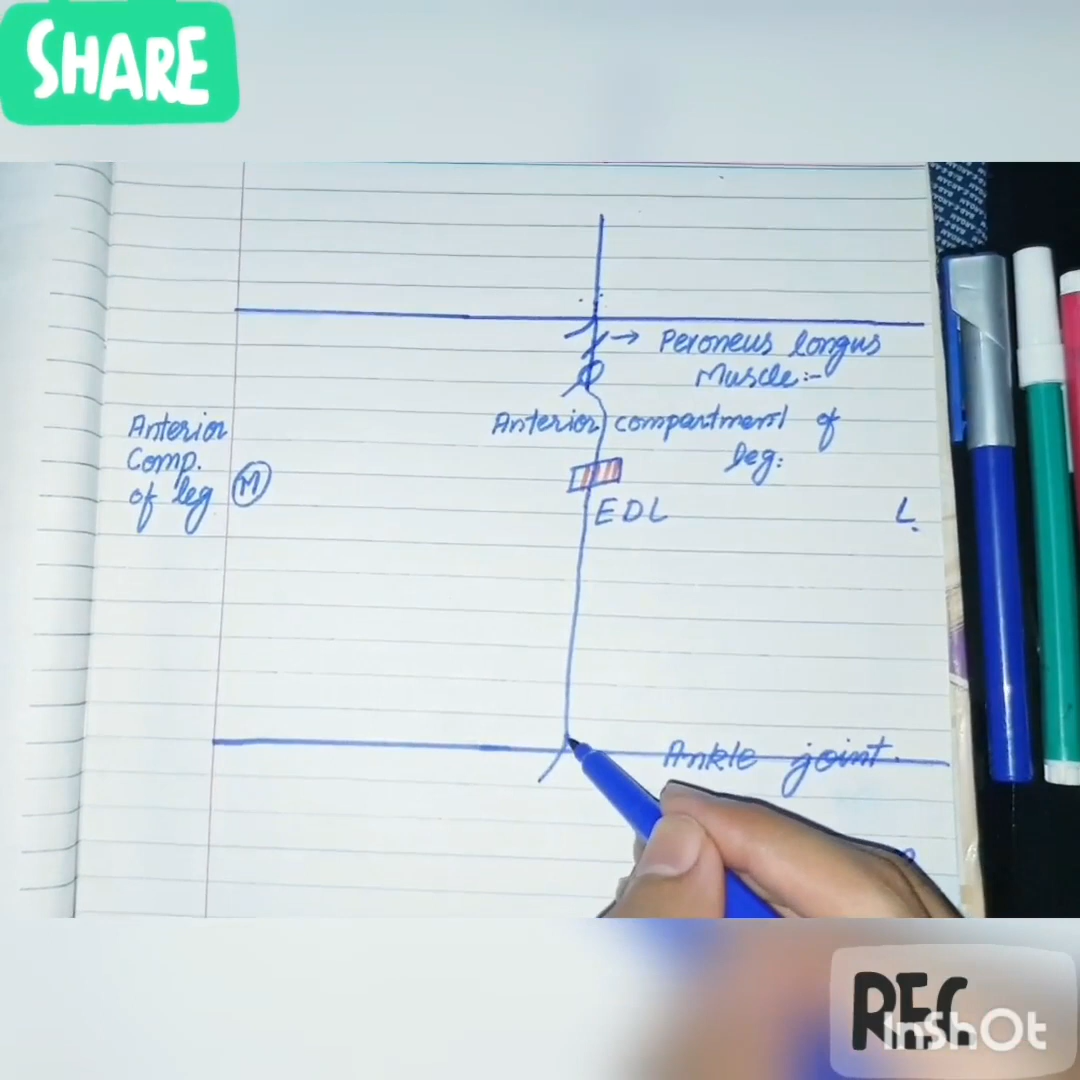 SHARE
→ Peroneus longus
Muscle:-
Anterior compartment of
leg:
Anterior
Comp.
of leg M
EDL
L.
Ankle joint.
REC
InShOt